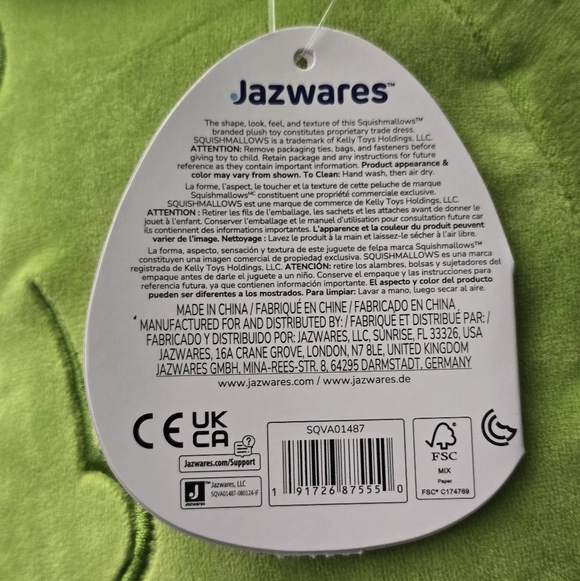 Jazwares™
The shape, look, feel, and texture of this Squishmallows™
branded plush toy constitutes proprietary trade dress.
SQUISHMALLOWS is a trademark of Kelly Toys Holdings, LLC.
ATTENTION: Remove packaging ties, bags, and fasteners before
giving toy to child. Retain package and any instructions for future
reference as they contain important information. Product appearance &
color may vary from shown. To Clean: Hand wash, then air dry.
La forme, l'aspect, le toucher et la texture de cette peluche de marque
Squishmallowsᴹᶜ constituent une propriété commerciale exclusive.
SQUISHMALLOWS est une marque de commerce de Kelly Toys Holdings, LLC.
ATTENTION : Retirer les fils de l'emballage, les sachets et les attaches avant de donner le
jouet à l'enfant. Conserver l'emballage et le manuel d'utilisation pour consultation future car
ils contiennent des informations importantes. L'apparence et la couleur du produit peuvent
varier de l'image. Nettoyage : Lavez le produit à la main et laissez-le sécher à l'air libre.
La forma, aspecto, sensación y textura de este juguete de felpa marca Squishmallows™
constituyen una imagen comercial de propiedad exclusiva. SQUISHMALLOWS es una marca
registrada de Kelly Toys Holdings, LLC. ATENCIÓN: retire los alambres, bolsas y sujetadores del
empaque antes de darle el juguete a un niño. Conserve el empaque y las instrucciones para
referencia futura, ya que contienen información importante. El aspecto y color del producto
pueden ser diferentes a los mostrados. Para limpiar: Lavar a mano, luego secar al aire.
MADE IN CHINA / FABRIQUÉ EN CHINE / FABRICADO EN CHINA
MANUFACTURED FOR AND DISTRIBUTED BY: / FABRIQUÉ ET DISTRIBUÉ PAR: /
FABRICADO Y DISTRIBUIDO POR: JAZWARES, LLC, SUNRISE, FL 33326, USA
JAZWARES, 16A CRANE GROVE, LONDON, N7 8LE, UNITED KINGDOM
JAZWARES GMBH, MINA-REES-STR. 8, 64295 DARMSTADT, GERMANY
www.jazwares.com / www.jazwares.de
CE UK
CA
Jazwares.com/Support
Jazwares
Jazwares, LLC
SQVA01487-080124-IF
SQVA01487
1 91726 87555 0
FSC
MIX
Paper
FSC® C174769